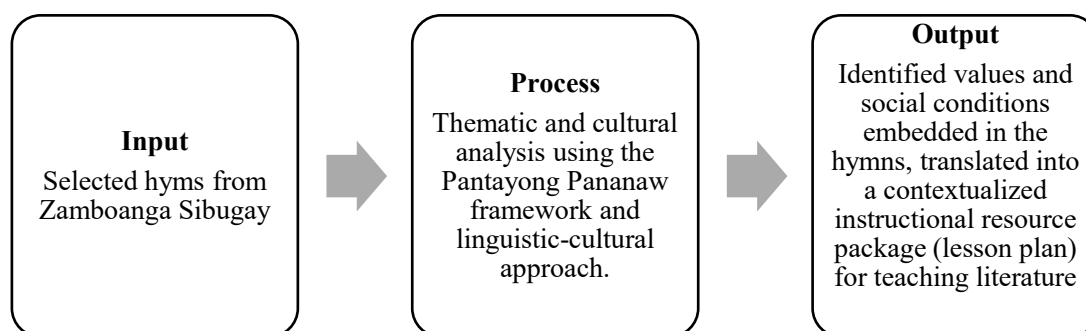 Input
Selected hyms from
Zamboanga Sibugay
Process
Thematic and cultural
analysis using the
Pantayong Pananaw
framework and
linguistic-cultural
approach.
Output
Identified values and
social conditions
embedded in the
hymns, translated into
a contextualized
instructional resource
package (lesson plan)
for teaching literature